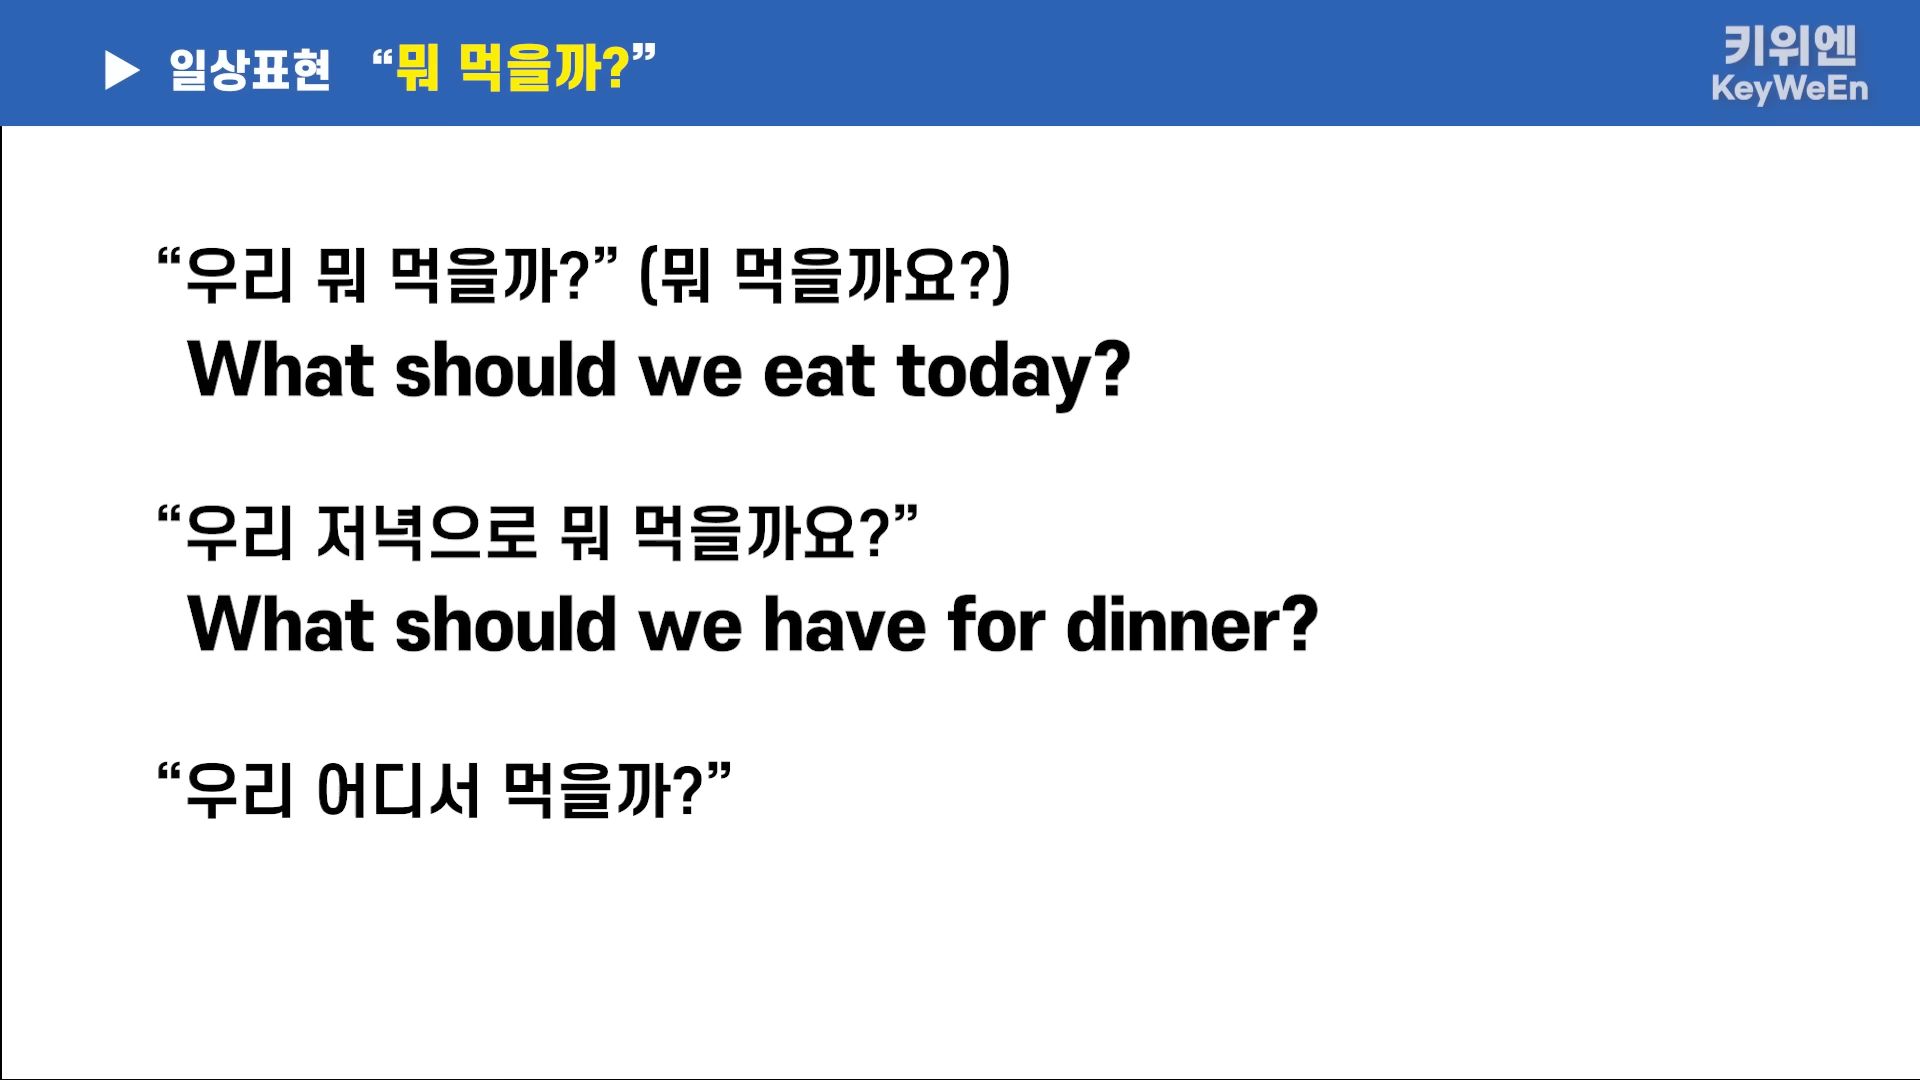 ▶ 일상표현 “뭐 먹을까?”
키위엔
KeyWeEn
“우리 뭐 먹을까?” (뭐 먹을까요?)
What should we eat today?
“우리 저녁으로 뭐 먹을까요?”
What should we have for dinner?
“우리 어디서 먹을까?”